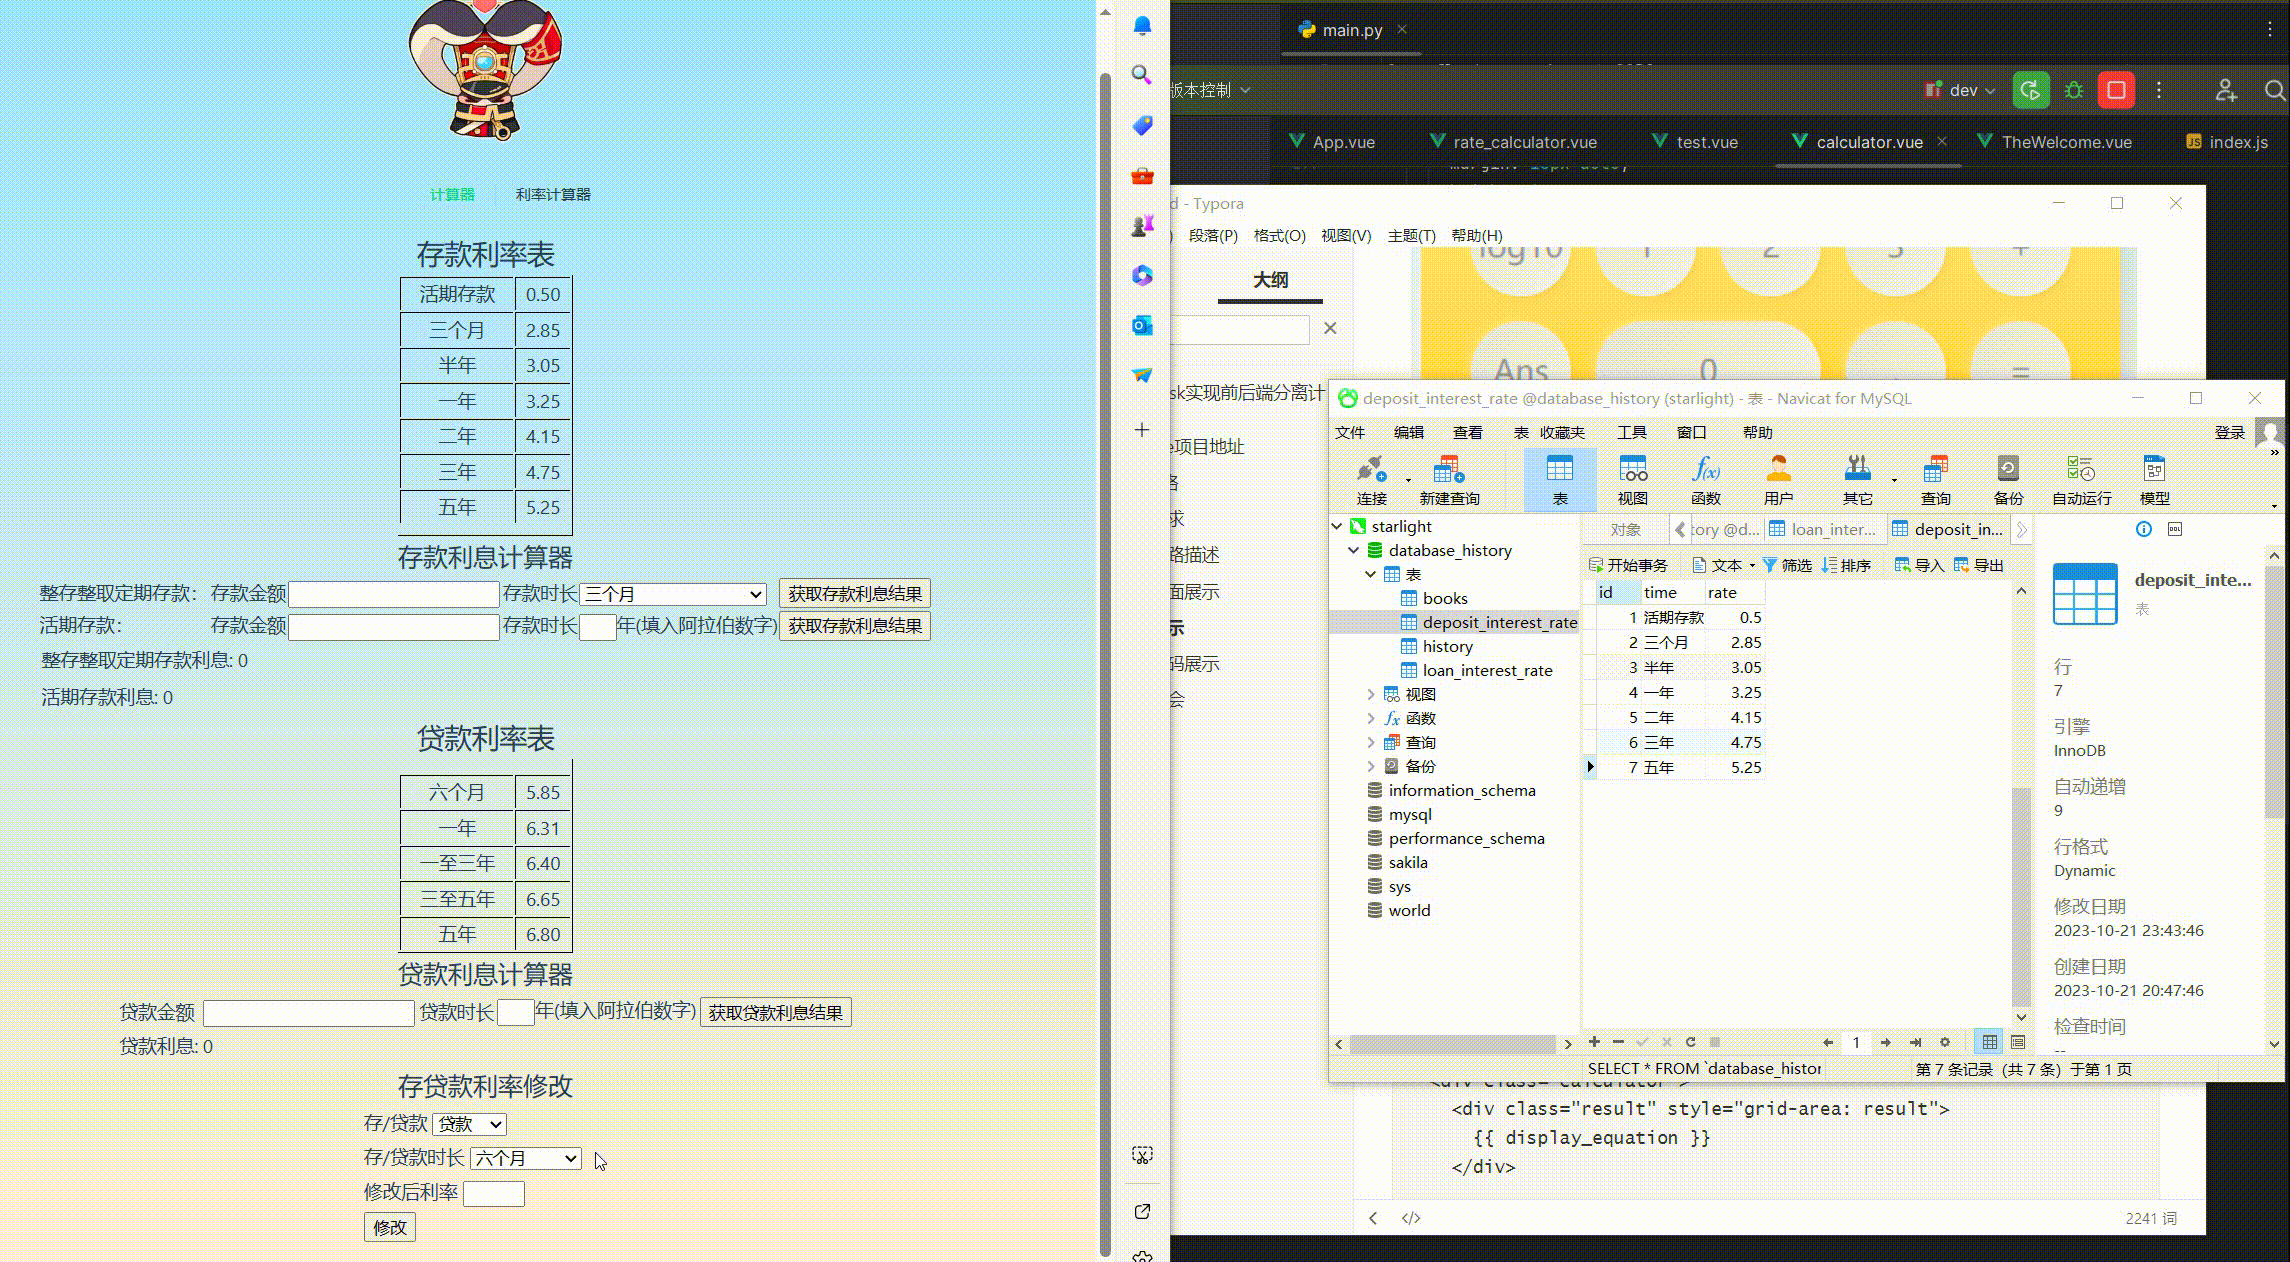 计算器 利率计算器
存款利率表
活期存款 0.50
三个月 2.85
半年 3.05
一年 3.25
二年 4.15
三年 4.75
五年 5.25
存款利息计算器
整存整取定期存款: 存款金额 存款时长 三个月 获取存款利息结果
活期存款: 存款金额 存款时长 年(填入阿拉伯数字) 获取存款利息结果
整存整取定期存款利息: 0
活期存款利息: 0
贷款利率表
六个月 5.85
一年 6.31
一至三年 6.40
三至五年 6.65
五年 6.80
贷款利息计算器
贷款金额 贷款时长 年(填入阿拉伯数字) 获取贷款利息结果
贷款利息: 0
存贷款利率修改
存/贷款 贷款
存/贷款时长 六个月
修改后利率
修改
main.py
版本控制 dev
App.vue rate_calculator.vue test.vue calculator.vue TheWelcome.vue index.js
d - Typora
) 段落(P) 格式(O) 视图(V) 主题(T) 帮助(H)
大纲
sk实现前后端分离计
e项目地址
求
路描述
面展示
示
码展示
会
log10 1 2 3 +
Ans 0 . =
deposit_interest_rate @database_history (starlight) - 表 - Navicat for MySQL
文件 编辑 查看 表 收藏夹 工具 窗口 帮助 登录
连接 新建查询 表 视图 函数 用户 其它 查询 备份 自动运行 模型
starlight
database_history
表
books
deposit_interest_rate
history
loan_interest_rate
视图
函数
查询
备份
information_schema
mysql
performance_schema
sakila
sys
world
对象 tory @d... loan_inter... deposit_in...
开始事务 文本 筛选 排序 导入 导出
id time rate
1 活期存款 0.5
2 三个月 2.85
3 半年 3.05
4 一年 3.25
5 二年 4.15
6 三年 4.75
7 五年 5.25
1
SELECT * FROM `database_histor 第 7 条记录 (共 7 条) 于第 1 页
deposit_inte...
表
行
7
引擎
InnoDB
自动递增
9
行格式
Dynamic
修改日期
2023-10-21 23:43:46
创建日期
2023-10-21 20:47:46
检查时间
--
<div class="calculator">
<div class="result" style="grid-area: result">
{{ display_equation }}
</div>
2241 词